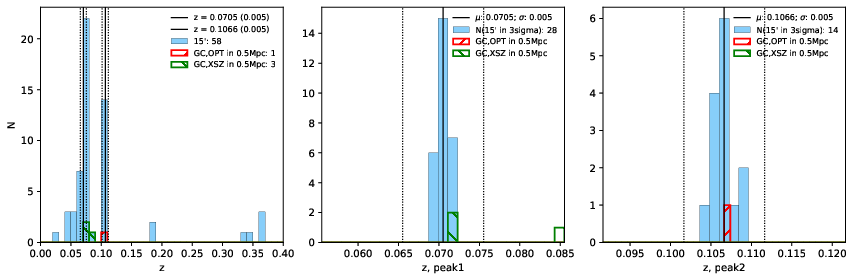 z = 0.0705 (0.005)
z = 0.1066 (0.005)
15': 58
GC,OPT in 0.5Mpc: 1
GC,XSZ in 0.5Mpc: 3
N
20
15
10
5
0
0.00 0.05 0.10 0.15 0.20 0.25 0.30 0.35 0.40
z
μ: 0.0705; σ: 0.005
N(15' in 3sigma): 28
GC,OPT in 0.5Mpc
GC,XSZ in 0.5Mpc
14
12
10
8
6
4
2
0
0.060 0.065 0.070 0.075 0.080 0.085
z, peak1
μ: 0.1066; σ: 0.005
N(15' in 3sigma): 14
GC,OPT in 0.5Mpc
GC,XSZ in 0.5Mpc
6
5
4
3
2
1
0
0.095 0.100 0.105 0.110 0.115 0.120
z, peak2